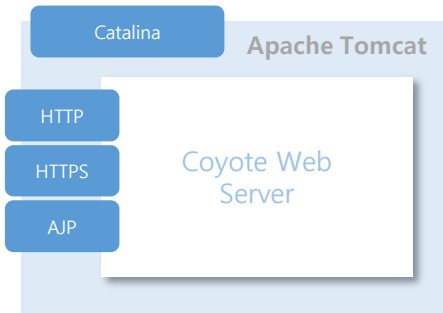 Catalina
Apache Tomcat
HTTP
HTTPS
AJP
Coyote Web
Server